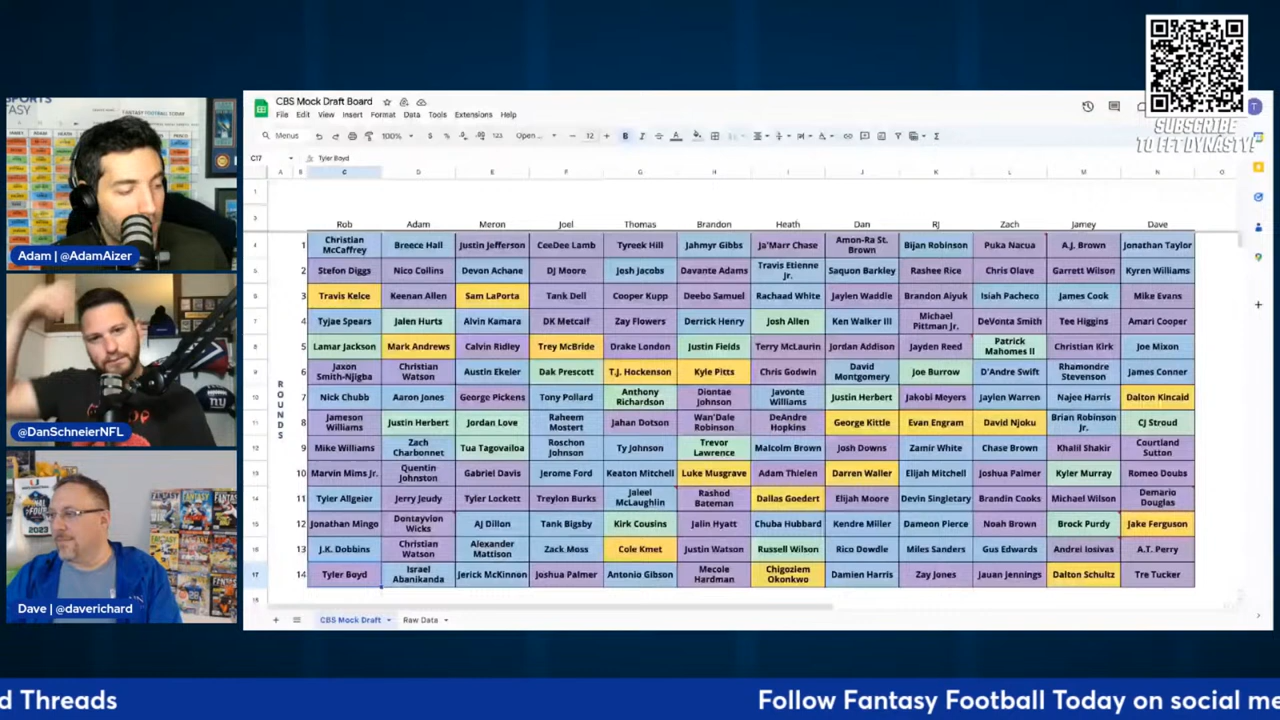 SPORTS
FANTASY FOOTBALL TODAY
SUBSCRIBE
TO FFT DYNASTY!
Adam | @AdamAizer
@DanSchneierNFL
FINAL
FOUR
2023
Dave | @daverichard
CBS Mock Draft Board
File Edit View Insert Format Data Tools Extensions Help
Menus 100% $ % 123 Open... 12 B I A
C17 Tyler Boyd
A B C D E F G H I J K L M N O
Rob Adam Meron Joel Thomas Brandon Heath Dan RJ Zach Jamey Dave
ROUNDS
1 Christian McCaffrey Breece Hall Justin Jefferson CeeDee Lamb Tyreek Hill Jahmyr Gibbs Ja'Marr Chase Amon-Ra St. Brown Bijan Robinson Puka Nacua A.J. Brown Jonathan Taylor
2 Stefon Diggs Nico Collins Devon Achane DJ Moore Josh Jacobs Davante Adams Travis Etienne Jr. Saquon Barkley Rashee Rice Chris Olave Garrett Wilson Kyren Williams
3 Travis Kelce Keenan Allen Sam LaPorta Tank Dell Cooper Kupp Deebo Samuel Rachaad White Jaylen Waddle Brandon Aiyuk Isiah Pacheco James Cook Mike Evans
4 Tyjae Spears Jalen Hurts Alvin Kamara DK Metcalf Zay Flowers Derrick Henry Josh Allen Ken Walker III Michael Pittman Jr. DeVonta Smith Tee Higgins Amari Cooper
5 Lamar Jackson Mark Andrews Calvin Ridley Trey McBride Drake London Justin Fields Terry McLaurin Jordan Addison Jayden Reed Patrick Mahomes II Christian Kirk Joe Mixon
6 Jaxon Smith-Njigba Christian Watson Austin Ekeler Dak Prescott T.J. Hockenson Kyle Pitts Chris Godwin David Montgomery Joe Burrow D'Andre Swift Rhamondre Stevenson James Conner
7 Nick Chubb Aaron Jones George Pickens Tony Pollard Anthony Richardson Diontae Johnson Javonte Williams Justin Herbert Jakobi Meyers Jaylen Warren Najee Harris Dalton Kincaid
8 Jameson Williams Justin Herbert Jordan Love Raheem Mostert Jahan Dotson Wan'Dale Robinson DeAndre Hopkins George Kittle Evan Engram David Njoku Brian Robinson Jr. CJ Stroud
9 Mike Williams Zach Charbonnet Tua Tagovailoa Roschon Johnson Ty Johnson Trevor Lawrence Malcolm Brown Josh Downs Zamir White Chase Brown Khalil Shakir Courtland Sutton
10 Marvin Mims Jr. Quentin Johnston Gabriel Davis Jerome Ford Keaton Mitchell Luke Musgrave Adam Thielen Darren Waller Elijah Mitchell Joshua Palmer Kyler Murray Romeo Doubs
11 Tyler Allgeier Jerry Jeudy Tyler Lockett Treylon Burks Jaleel McLaughlin Rashod Bateman Dallas Goedert Elijah Moore Devin Singletary Brandin Cooks Michael Wilson Demario Douglas
12 Jonathan Mingo Dontayvion Wicks AJ Dillon Tank Bigsby Kirk Cousins Jalin Hyatt Chuba Hubbard Kendre Miller Dameon Pierce Noah Brown Brock Purdy Jake Ferguson
13 J.K. Dobbins Christian Watson Alexander Mattison Zack Moss Cole Kmet Justin Watson Russell Wilson Rico Dowdle Miles Sanders Gus Edwards Andrei Iosivas A.T. Perry
14 Tyler Boyd Israel Abanikanda Jerick McKinnon Joshua Palmer Antonio Gibson Mecole Hardman Chigoziem Okonkwo Damien Harris Zay Jones Jauan Jennings Dalton Schultz Tre Tucker
CBS Mock Draft Raw Data
d Threads Follow Fantasy Football Today on social me